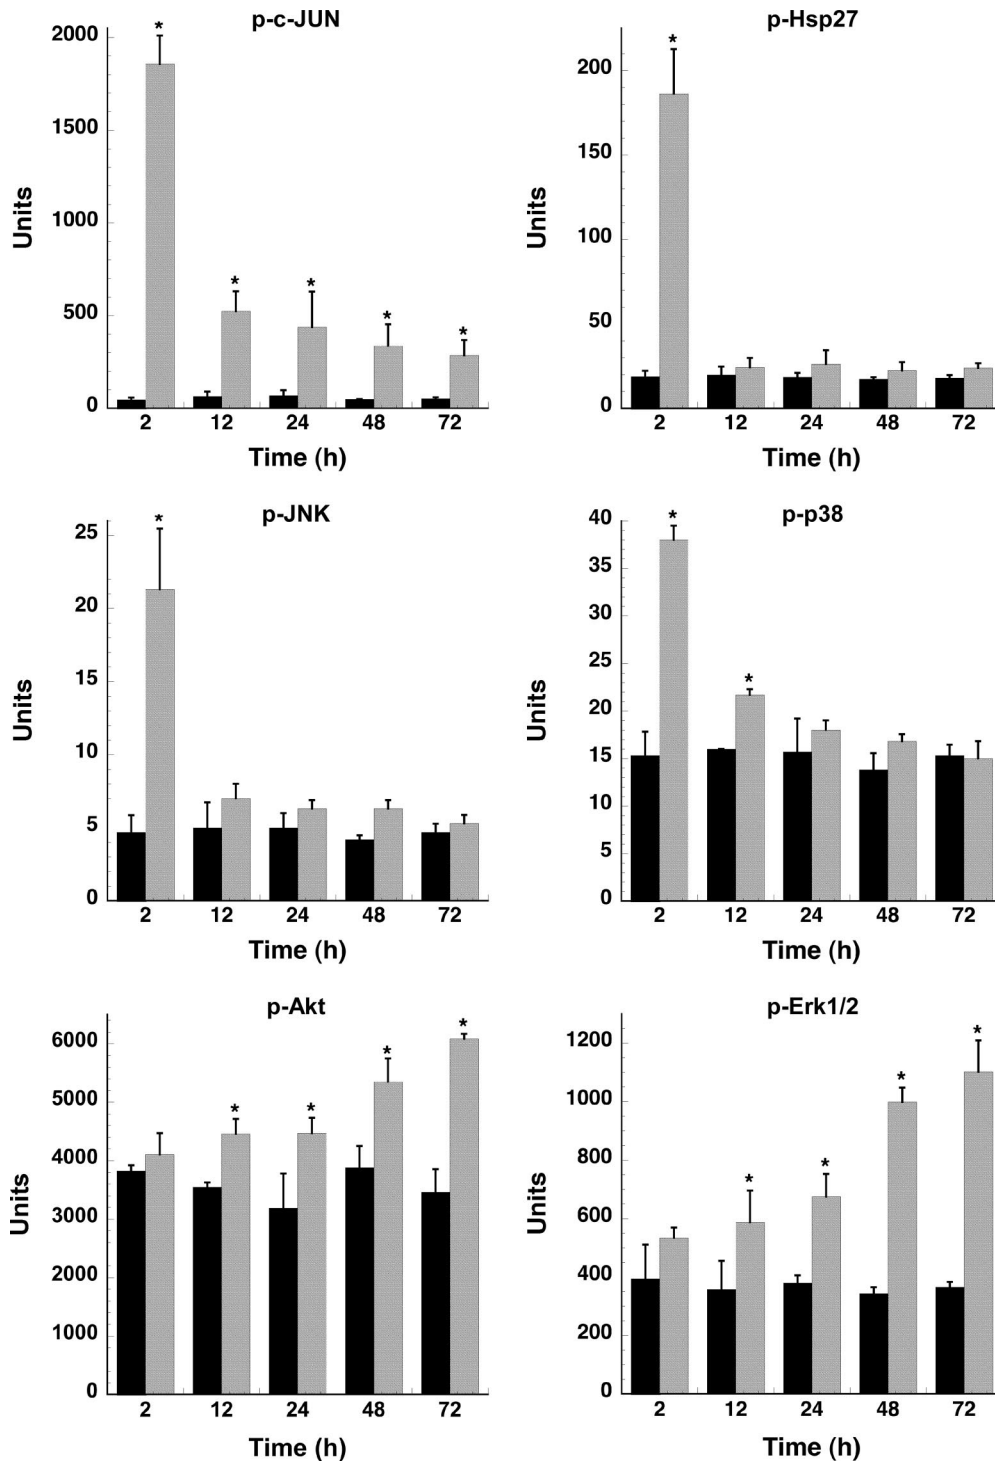 p-c-JUN
*
2000
1500
1000
500
0
Units
* * * *
2 12 24 48 72
Time (h)
p-Hsp27
*
200
150
100
50
0
Units
2 12 24 48 72
Time (h)
p-JNK
*
25
20
15
10
5
0
Units
2 12 24 48 72
Time (h)
p-p38
*
40
35
30
25
20
15
10
5
0
Units
*
2 12 24 48 72
Time (h)
p-Akt
*
6000
5000
4000
3000
2000
1000
0
Units
* * *
2 12 24 48 72
Time (h)
p-Erk1/2
*
1200
1000
800
600
400
200
0
Units
* * *
2 12 24 48 72
Time (h)